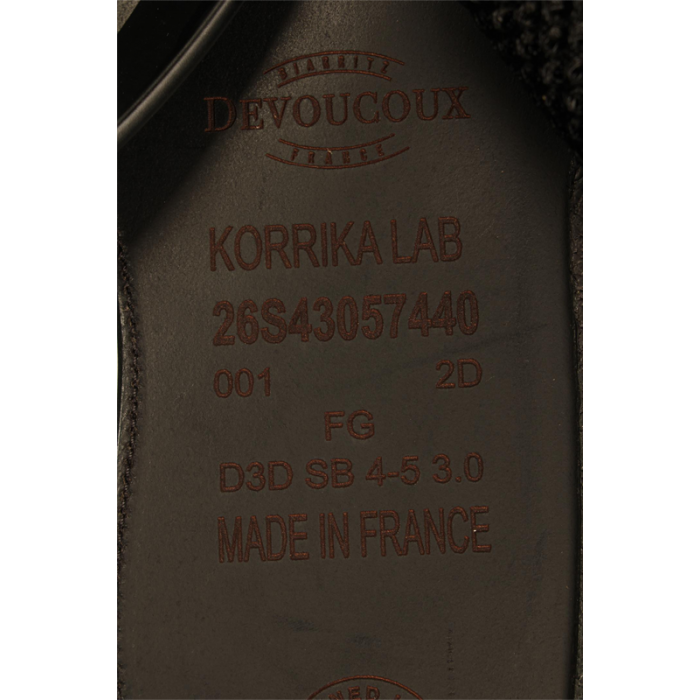 BIARRITZ
DEVOUCOUX
FRANCE
KORRIKA LAB
26S43057440
001 2D
FG
D3D SB 4-5 3.0
MADE IN FRANCE